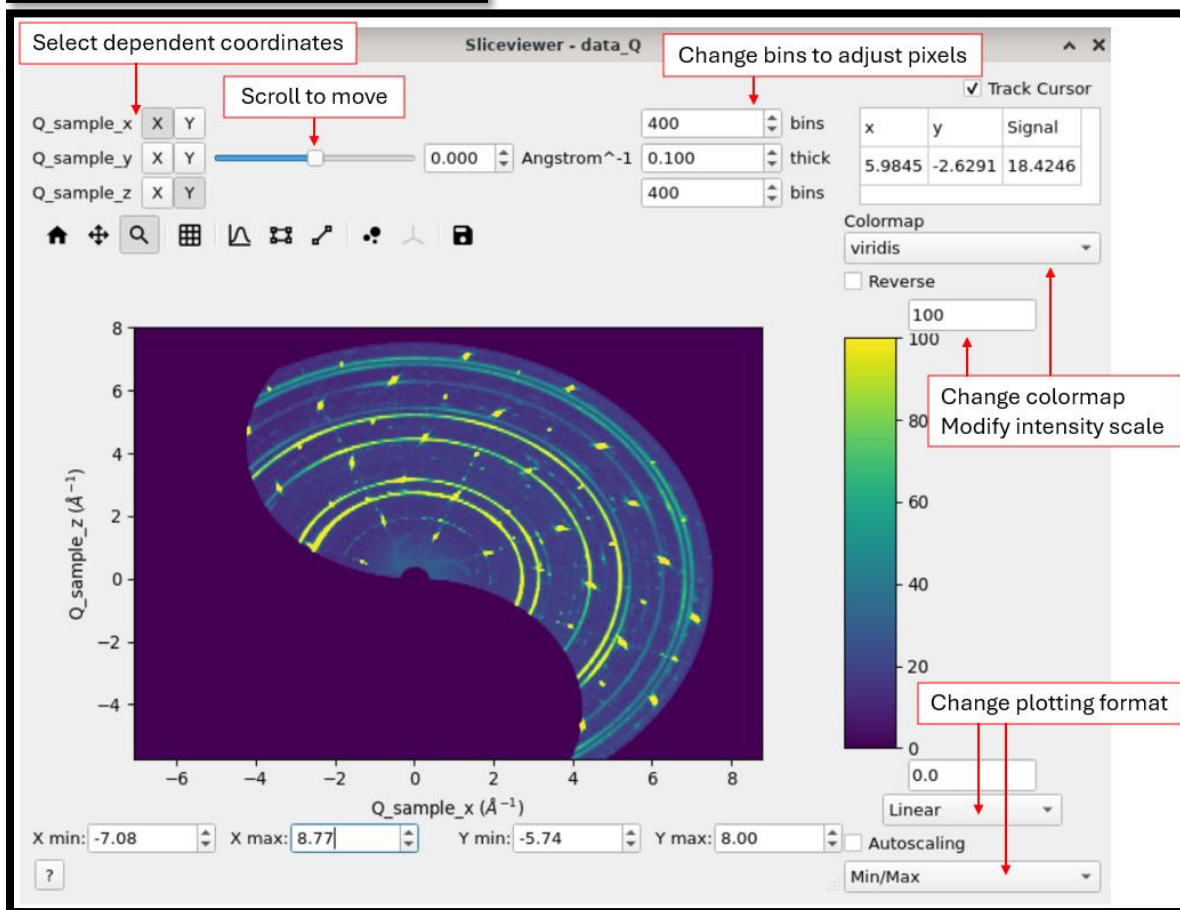 Select dependent coordinates
Sliceviewer - data_Q
Change bins to adjust pixels
Scroll to move
Track Cursor
Q_sample_x X Y
400 bins
x y Signal
Q_sample_y X Y
0.000 Angstrom^-1 0.100 thick
5.9845 -2.6291 18.4246
Q_sample_z X Y
400 bins
Colormap
viridis
Reverse
100
100
80
60
40
20
0
Change colormap
Modify intensity scale
8
6
4
2
0
−2
−4
Q_sample_z (Å⁻¹)
−6 −4 −2 0 2 4 6 8
Q_sample_x (Å⁻¹)
Change plotting format
0.0
Linear
X min: -7.08 X max: 8.77 Y min: -5.74 Y max: 8.00
Autoscaling
?
Min/Max